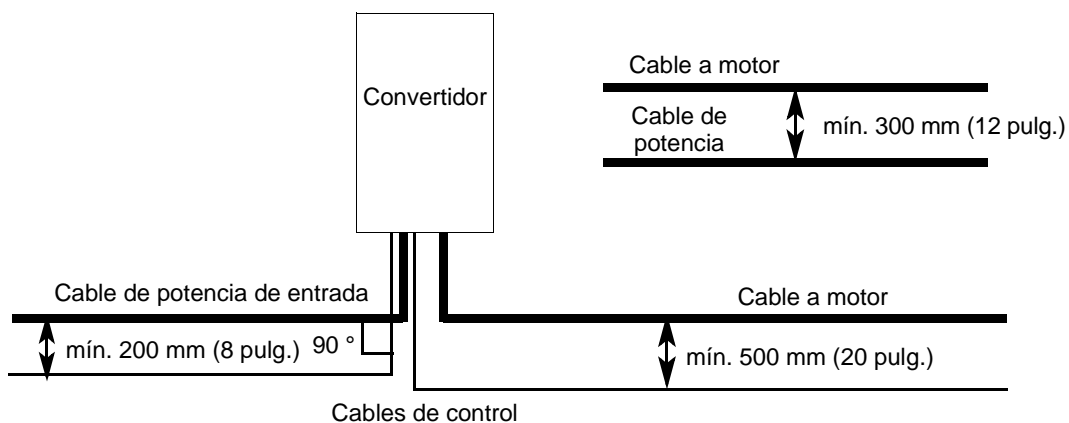 Convertidor
Cable a motor
Cable de
potencia
mín. 300 mm (12 pulg.)
Cable de potencia de entrada
Cable a motor
mín. 200 mm (8 pulg.)
90 °
mín. 500 mm (20 pulg.)
Cables de control